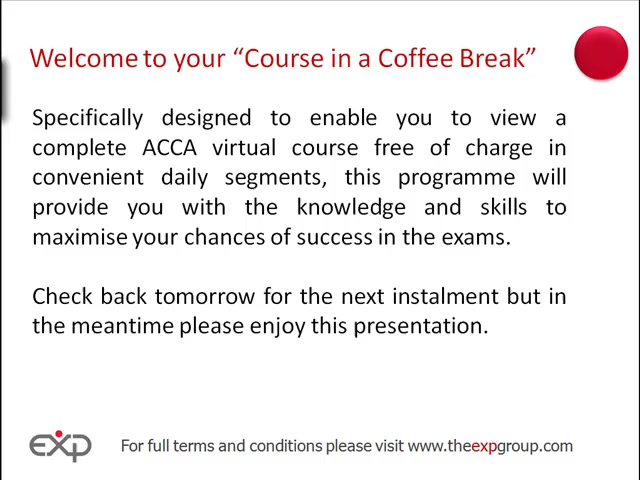 Welcome to your “Course in a Coffee Break”
Specifically designed to enable you to view a
complete ACCA virtual course free of charge in
convenient daily segments, this programme will
provide you with the knowledge and skills to
maximise your chances of success in the exams.
Check back tomorrow for the next instalment but in
the meantime please enjoy this presentation.
exp
For full terms and conditions please visit www.theexpgroup.com